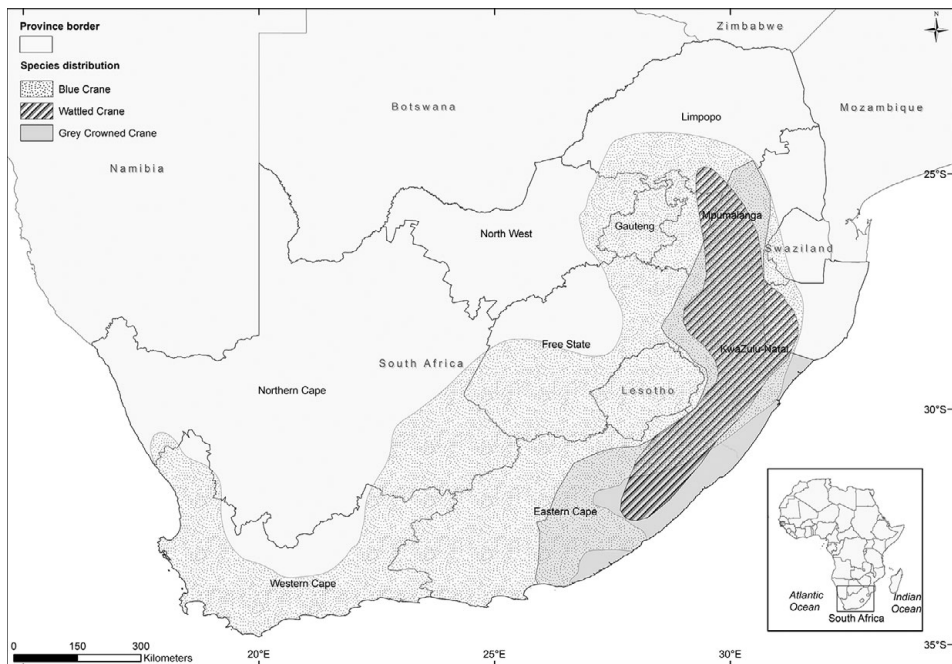 Province border
Species distribution
Blue Crane
Wattled Crane
Grey Crowned Crane
N
Zimbabwe
Botswana
Mozambique
Limpopo
Namibia
25°S
Mpumalanga
North West
Gauteng
Swaziland
Free State
KwaZulu-Natal
South Africa
Lesotho
Northern Cape
30°S
Eastern Cape
Western Cape
Atlantic
Ocean
Indian
Ocean
South Africa
35°S
0 150 300
Kilometers
20°E
25°E
30°E